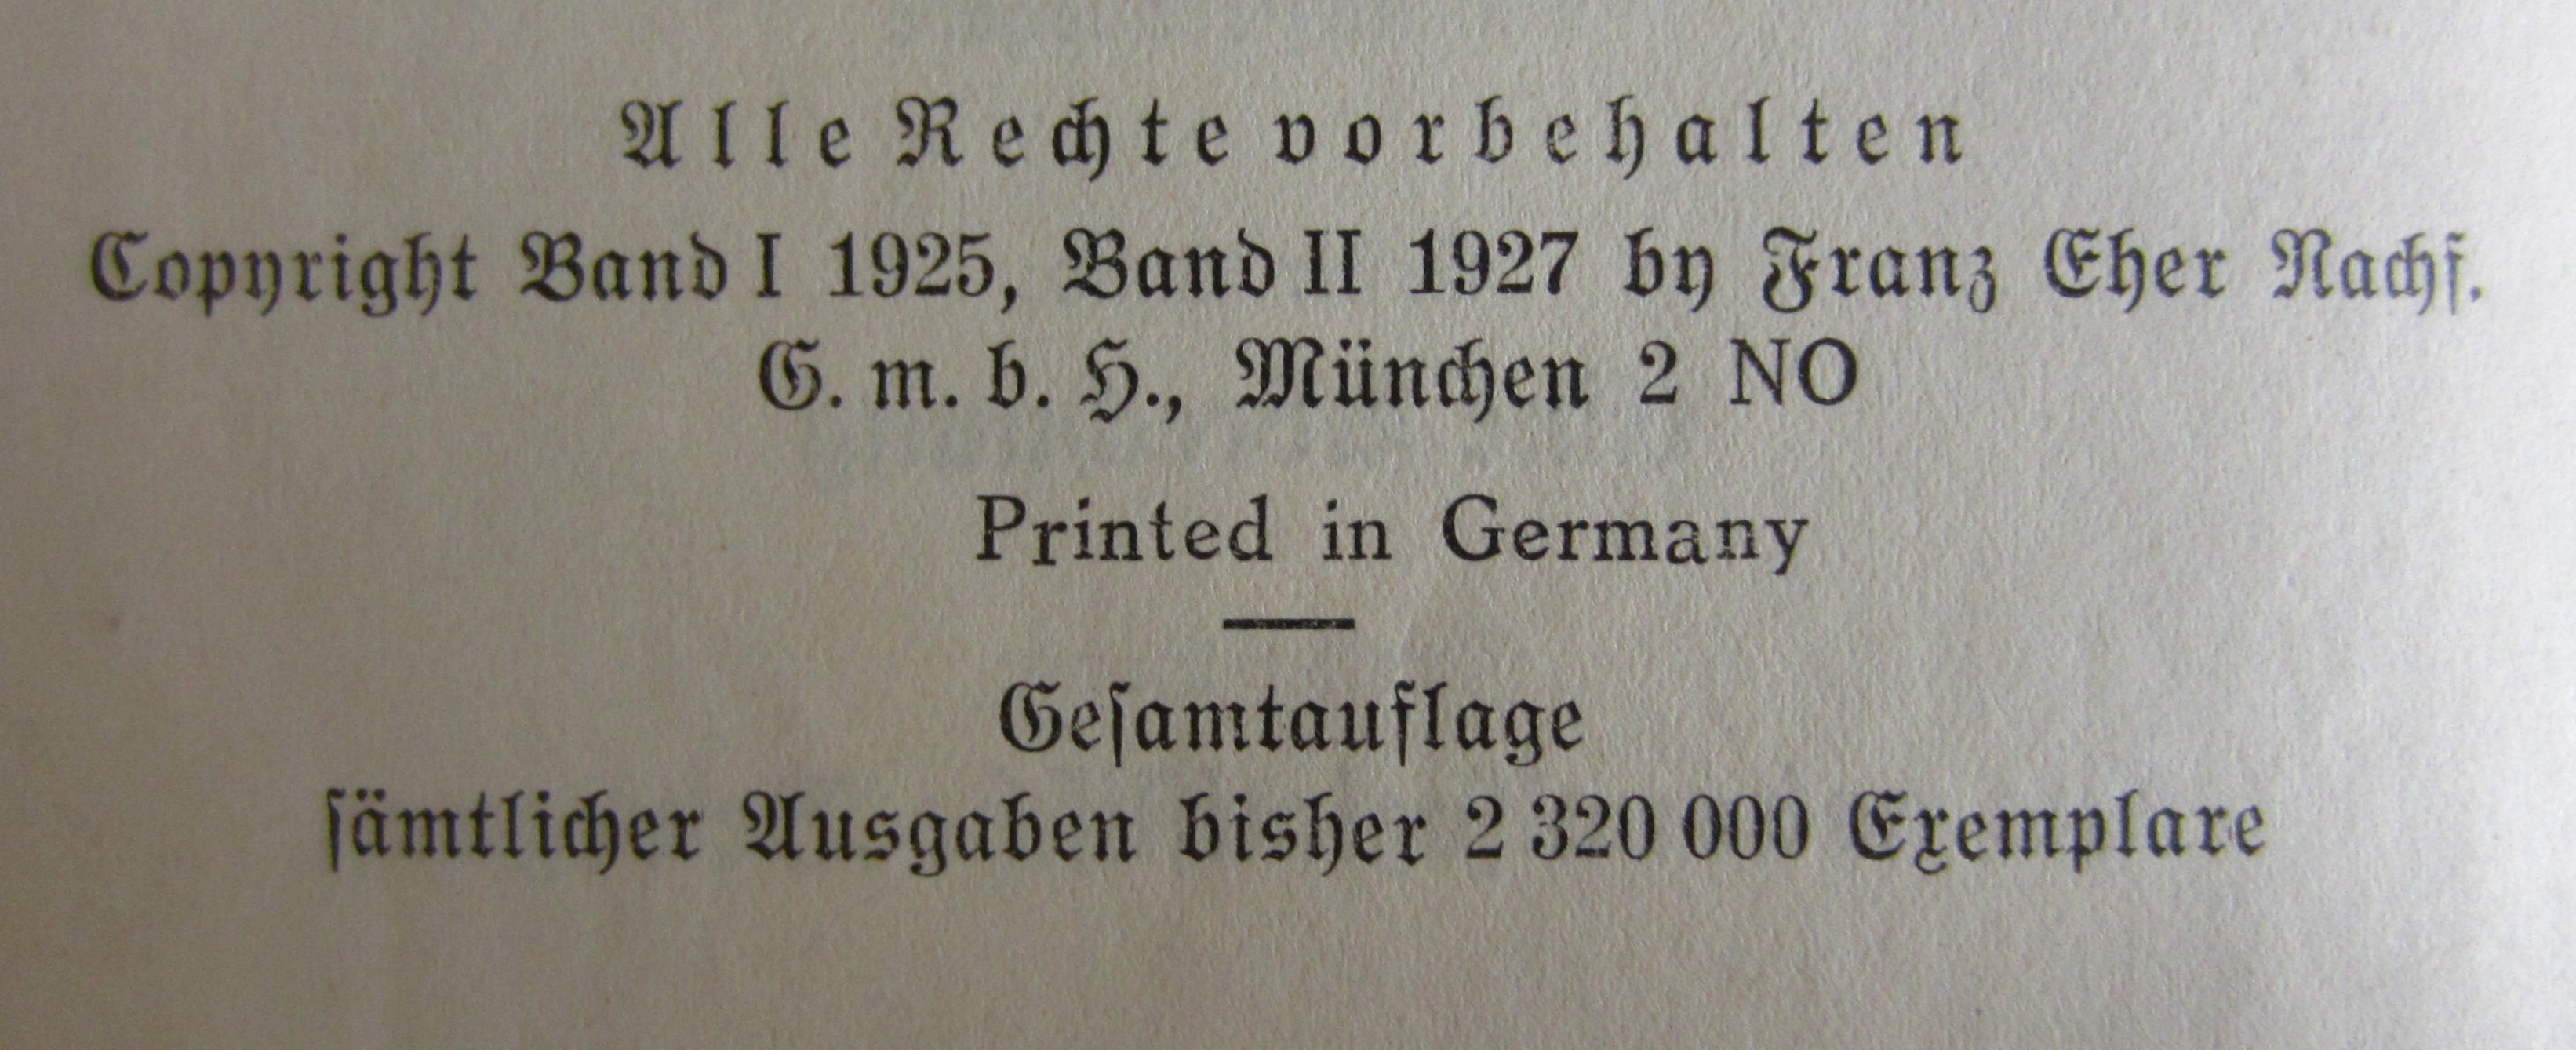 Alle Rechte vorbehalten
Copyright Band I 1925, Band II 1927 by Franz Eher Nachf.
G. m. b. H., München 2 NO
Printed in Germany
Geſamtauflage
ſämtlicher Ausgaben bisher 2 320 000 Exemplare